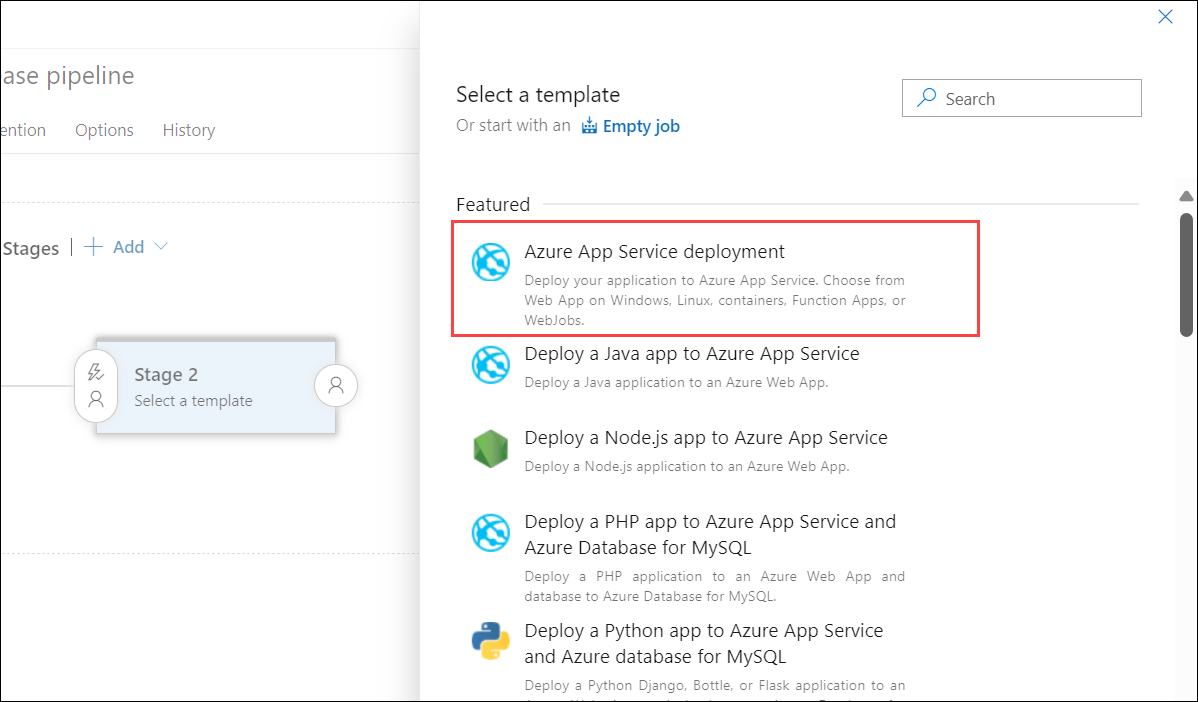 ase pipeline
ention Options History
Stages | + Add
Stage 2
Select a template
Select a template
Or start with an Empty job
Search
Featured
Azure App Service deployment
Deploy your application to Azure App Service. Choose from
Web App on Windows, Linux, containers, Function Apps, or
WebJobs.
Deploy a Java app to Azure App Service
Deploy a Java application to an Azure Web App.
Deploy a Node.js app to Azure App Service
Deploy a Node.js application to an Azure Web App.
Deploy a PHP app to Azure App Service and
Azure Database for MySQL
Deploy a PHP application to an Azure Web App and
database to Azure Database for MySQL.
Deploy a Python app to Azure App Service
and Azure database for MySQL
Deploy a Python Django, Bottle, or Flask application to an